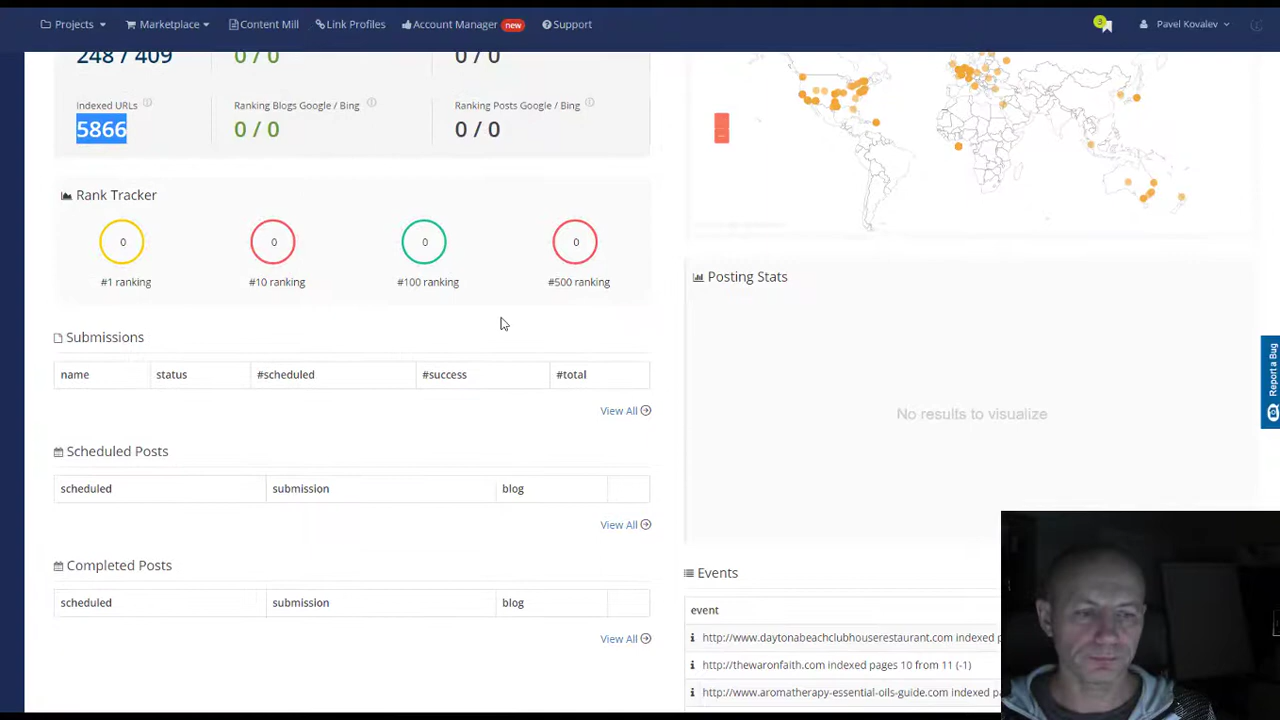 Projects
Marketplace
Content Mill
Link Profiles
Account Manager new
Support
3
Pavel Kovalev
248 / 409
0 / 0
0 / 0
Indexed URLs
Ranking Blogs Google / Bing
Ranking Posts Google / Bing
5866
0 / 0
0 / 0
Rank Tracker
0
0
0
0
#1 ranking
#10 ranking
#100 ranking
#500 ranking
Submissions
name
status
#scheduled
#success
#total
View All
Scheduled Posts
scheduled
submission
blog
View All
Completed Posts
scheduled
submission
blog
View All
Posting Stats
No results to visualize
Events
event
http://www.daytonabeachclubhouserestaurant.com indexed p
http://thewaronfaith.com indexed pages 10 from 11 (-1)
http://www.aromatherapy-essential-oils-guide.com indexed pa
Report a Bug